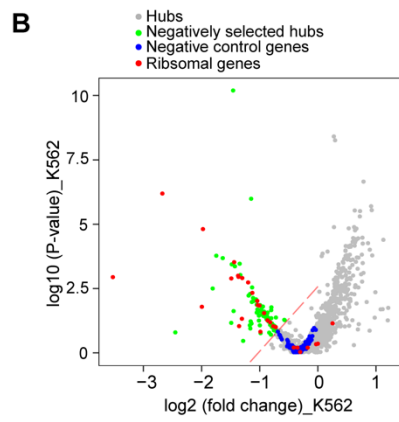 B
Hubs
Negatively selected hubs
Negative control genes
Ribsomal genes
log10 (P-value)_K562
10
7.5
5
2.5
0
−3
−2
−1
0
1
log2 (fold change)_K562